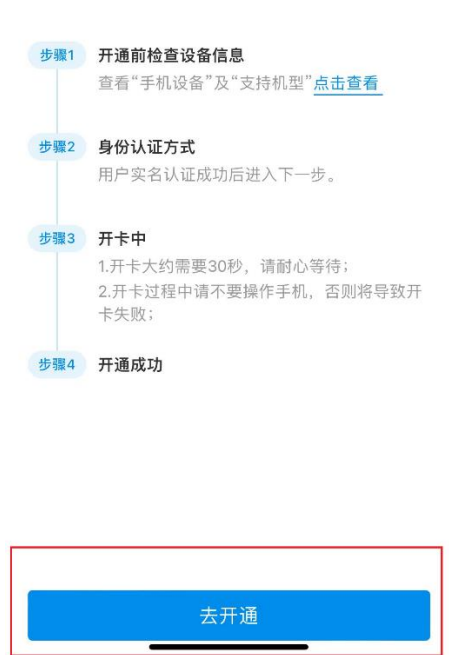 步骤1 开通前检查设备信息
查看“手机设备”及“支持机型”点击查看
步骤2 身份认证方式
用户实名认证成功后进入下一步。
步骤3 开卡中
1.开卡大约需要30秒，请耐心等待；
2.开卡过程中请不要操作手机，否则将导致开
卡失败；
步骤4 开通成功
去开通